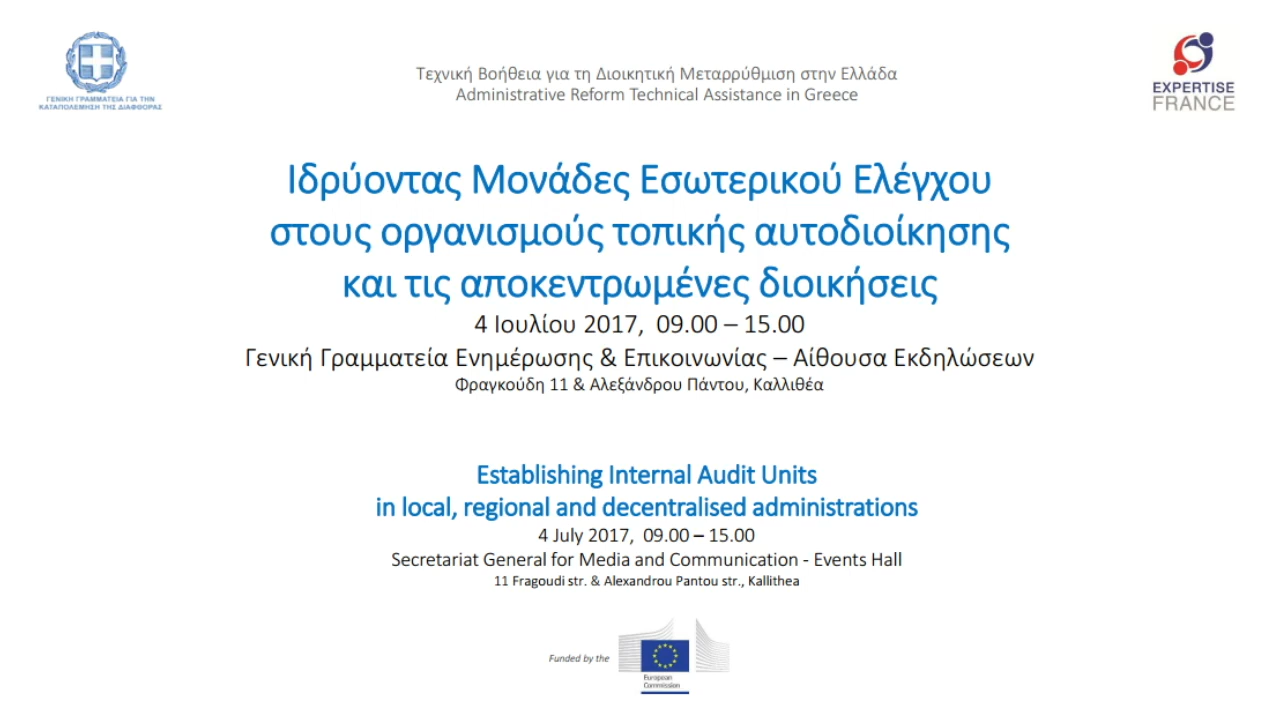 ΓΕΝΙΚΗ ΓΡΑΜΜΑΤΕΙΑ ΓΙΑ ΤΗΝ
ΚΑΤΑΠΟΛΕΜΗΣΗ ΤΗΣ ΔΙΑΦΘΟΡΑΣ
Τεχνική Βοήθεια για τη Διοικητική Μεταρρύθμιση στην Ελλάδα
Administrative Reform Technical Assistance in Greece
EXPERTISE
FRANCE
Ιδρύοντας Μονάδες Εσωτερικού Ελέγχου
στους οργανισμούς τοπικής αυτοδιοίκησης
και τις αποκεντρωμένες διοικήσεις
4 Ιουλίου 2017, 09.00 – 15.00
Γενική Γραμματεία Ενημέρωσης & Επικοινωνίας – Αίθουσα Εκδηλώσεων
Φραγκούδη 11 & Αλεξάνδρου Πάντου, Καλλιθέα
Establishing Internal Audit Units
in local, regional and decentralised administrations
4 July 2017, 09.00 – 15.00
Secretariat General for Media and Communication - Events Hall
11 Fragoudi str. & Alexandrou Pantou str., Kallithea
Funded by the
European
Commission